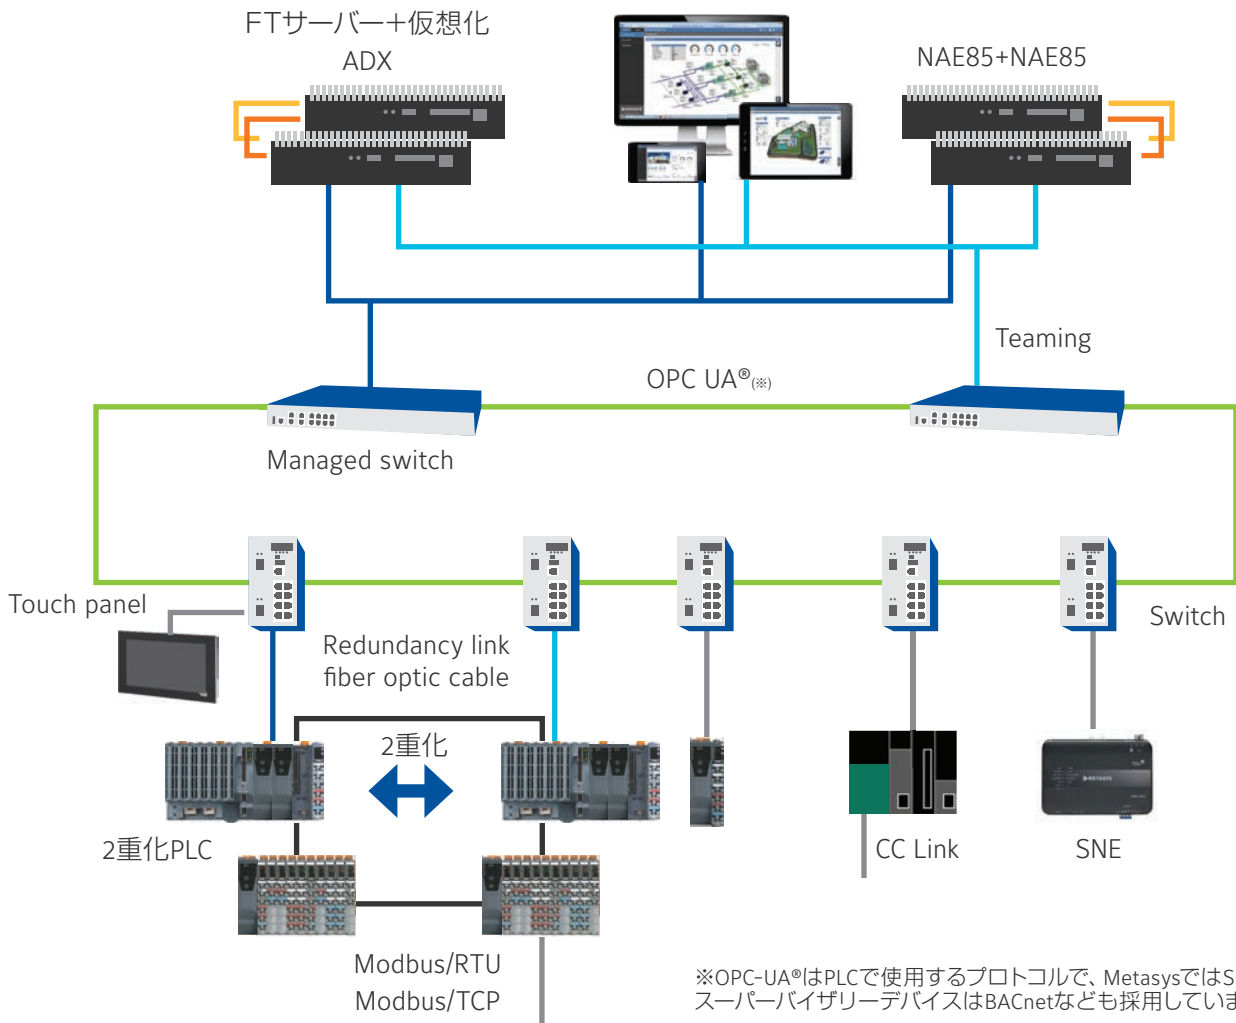 FTサーバー＋仮想化
ADX
NAE85+NAE85
Teaming
OPC UA®(※)
Managed switch
Touch panel
Switch
Redundancy link
fiber optic cable
2重化
2重化PLC
CC Link
METASYS
SNE
Modbus/RTU
Modbus/TCP
※OPC-UA®はPLCで使用するプロトコルで、MetasysではS
スーパーバイザリーデバイスはBACnetなども採用していま